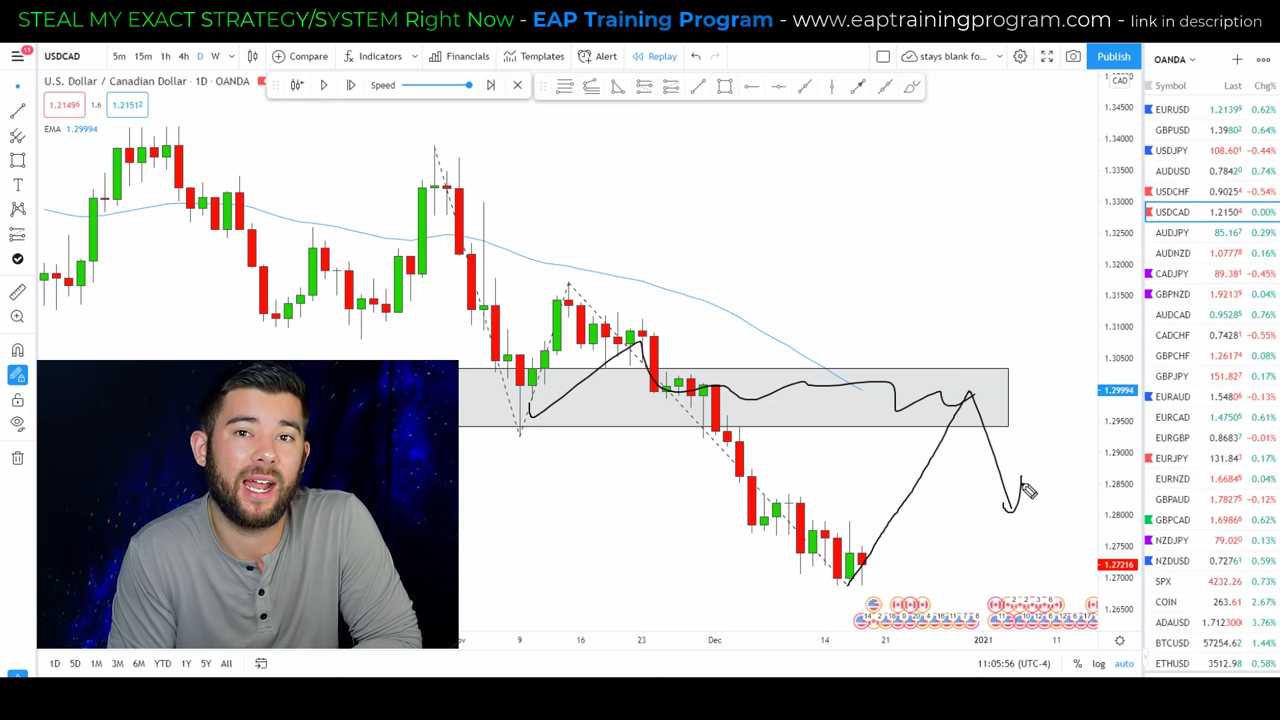 STEAL MY EXACT STRATEGY/SYSTEM Right Now - EAP Training Program - www.eaptrainingprogram.com - link in description
11 USDCAD 5m 15m 1h 4h D W Compare Indicators Financials Templates Alert Replay stays blank fo... Publish OANDA
U.S. Dollar / Canadian Dollar · 1D · OANDA Speed CAD Symbol Last Chg%
1.21496 1.6 1.21512
EMA 1.29994
1.34500
1.34000
1.33500
1.33000
1.32500
1.32000
1.31500
1.31000
1.30500
1.29994
1.29500
1.29000
1.28500
1.28000
1.27216
1.27000
1.26500
EURUSD 1.21399 0.62%
GBPUSD 1.39802 0.64%
USDJPY 108.601 −0.44%
AUDUSD 0.78420 0.74%
USDCHF 0.90254 −0.54%
USDCAD 1.21504 0.00%
AUDJPY 85.167 0.29%
AUDNZD 1.07778 0.16%
CADJPY 89.381 −0.45%
GBPNZD 1.92139 0.04%
AUDCAD 0.95285 0.76%
CADCHF 0.74281 −0.55%
GBPCHF 1.26174 0.08%
GBPJPY 151.827 0.17%
EURAUD 1.54806 −0.13%
EURCAD 1.47505 0.61%
EURGBP 0.86837 −0.01%
EURJPY 131.843 0.17%
EURNZD 1.66845 0.04%
GBPAUD 1.78275 −0.12%
GBPCAD 1.69866 0.62%
NZDJPY 79.020 0.13%
NZDUSD 0.72761 0.59%
SPX 4232.26 0.73%
COIN 263.61 2.67%
ADAUSD 1.712300 3.76%
BTCUSD 57254.62 1.44%
ETHUSD 3512.98 0.58%
9 16 23 Dec 14 21 2021 11
1D 5D 1M 3M 6M YTD 1Y 5Y All 11:05:56 (UTC-4) % log auto